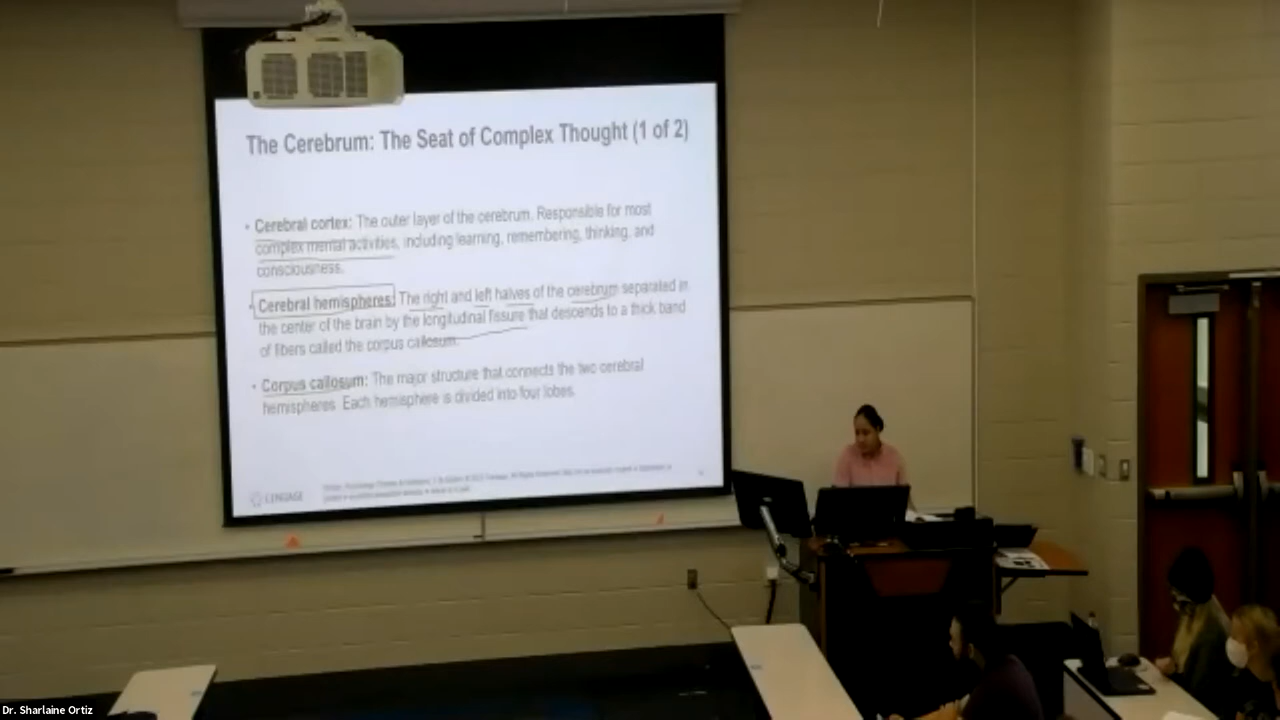 The Cerebrum: The Seat of Complex Thought (1 of 2)
• Cerebral cortex: The outer layer of the cerebrum. Responsible for most
complex mental activities, including learning, remembering, thinking, and
consciousness.
• Cerebral hemispheres: The right and left halves of the cerebrum separated in
the center of the brain by the longitudinal fissure that descends to a thick band
of fibers called the corpus callosum.
• Corpus callosum: The major structure that connects the two cerebral
hemispheres. Each hemisphere is divided into four lobes.
CENGAGE
Dr. Sharlaine Ortiz